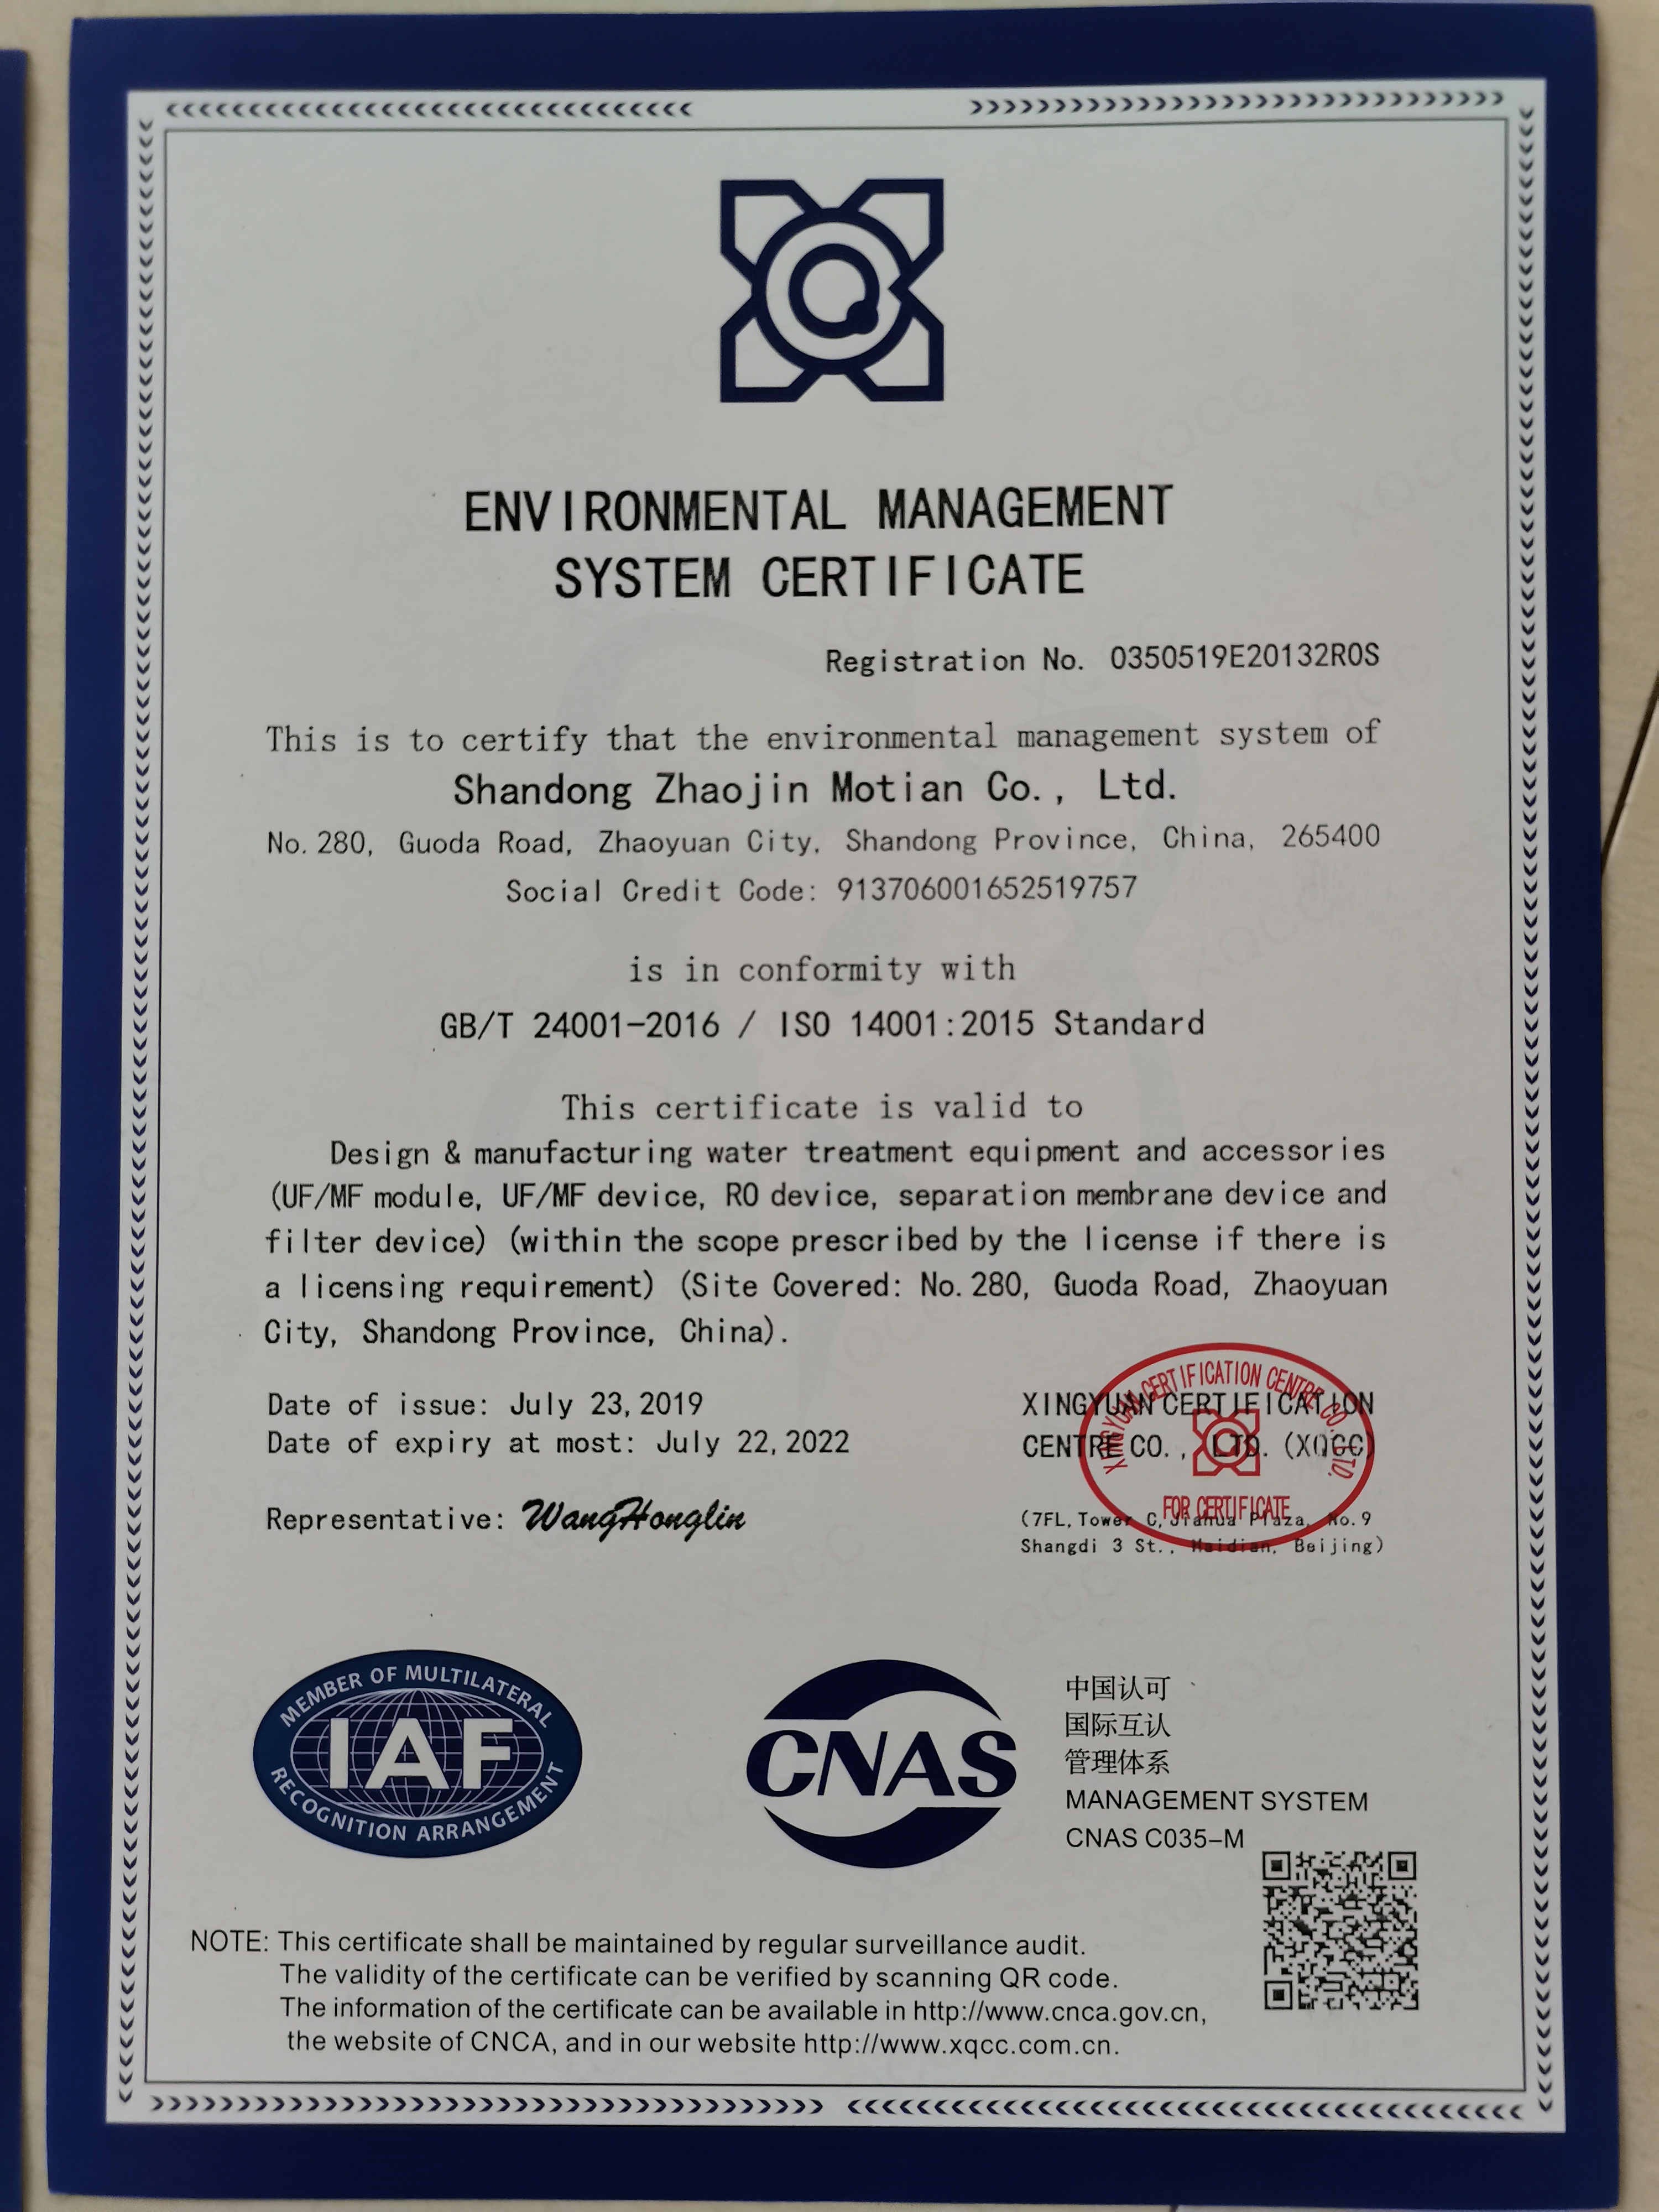 ENVIRONMENTAL MANAGEMENT
SYSTEM CERTIFICATE
Registration No. 0350519E20132R0S
This is to certify that the environmental management system of
Shandong Zhaojin Motian Co., Ltd.
No.280, Guoda Road, Zhaoyuan City, Shandong Province, China, 265400
Social Credit Code: 913706001652519757
is in conformity with
GB/T 24001-2016 / ISO 14001:2015 Standard
This certificate is valid to
Design & manufacturing water treatment equipment and accessories
(UF/MF module, UF/MF device, RO device, separation membrane device and
filter device) (within the scope prescribed by the license if there is
a licensing requirement) (Site Covered: No.280, Guoda Road, Zhaoyuan
City, Shandong Province, China).
Date of issue: July 23,2019
Date of expiry at most: July 22,2022
Representative: WangHonglin
XINGYUAN CERTIFICATION
CENTRE CO., LTD. (XQCC)
(7FL,Tower C,Jiahua Plaza, No.9
Shangdi 3 St., Haidian, Beijing)
XINGYUAN CERTIFICATION CENTRE CO., LTD.
FOR CERTIFICATE
MEMBER OF MULTILATERAL
IAF
RECOGNITION ARRANGEMENT
CNAS
中国认可
国际互认
管理体系
MANAGEMENT SYSTEM
CNAS C035-M
NOTE: This certificate shall be maintained by regular surveillance audit.
The validity of the certificate can be verified by scanning QR code.
The information of the certificate can be available in http://www.cnca.gov.cn,
the website of CNCA, and in our website http://www.xqcc.com.cn.